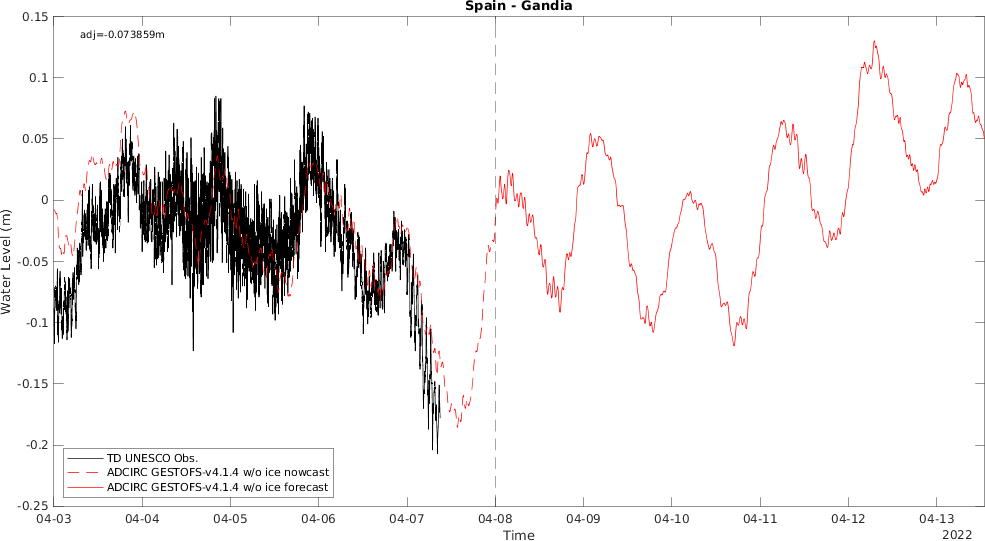 Spain - Gandia
adj=-0.073859m
0.15
0.1
0.05
0
-0.05
-0.1
-0.15
-0.2
-0.25
Water Level (m)
TD UNESCO Obs.
ADCIRC GESTOFS-v4.1.4 w/o ice nowcast
ADCIRC GESTOFS-v4.1.4 w/o ice forecast
04-03 04-04 04-05 04-06 04-07 04-08 04-09 04-10 04-11 04-12 04-13
Time
2022